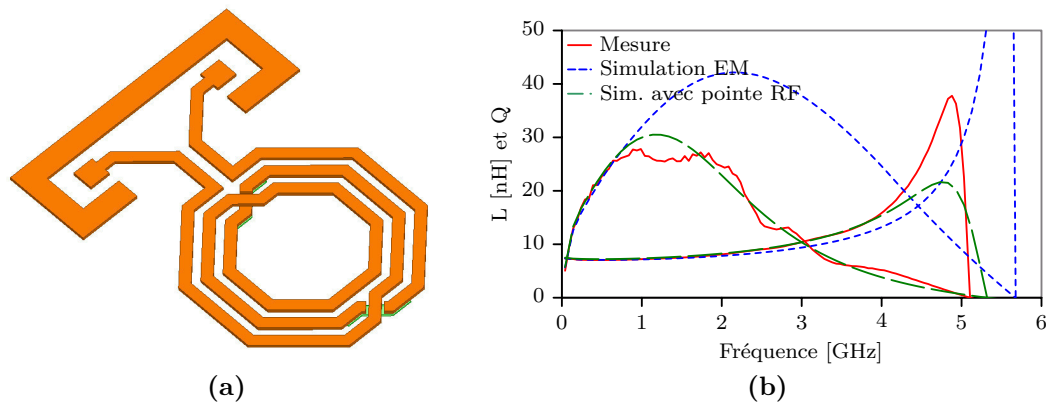 L [nH] et Q
50
40
30
20
10
0
Mesure
Simulation EM
Sim. avec pointe RF
0
1
2
3
4
5
6
Fréquence [GHz]
(a)
(b)